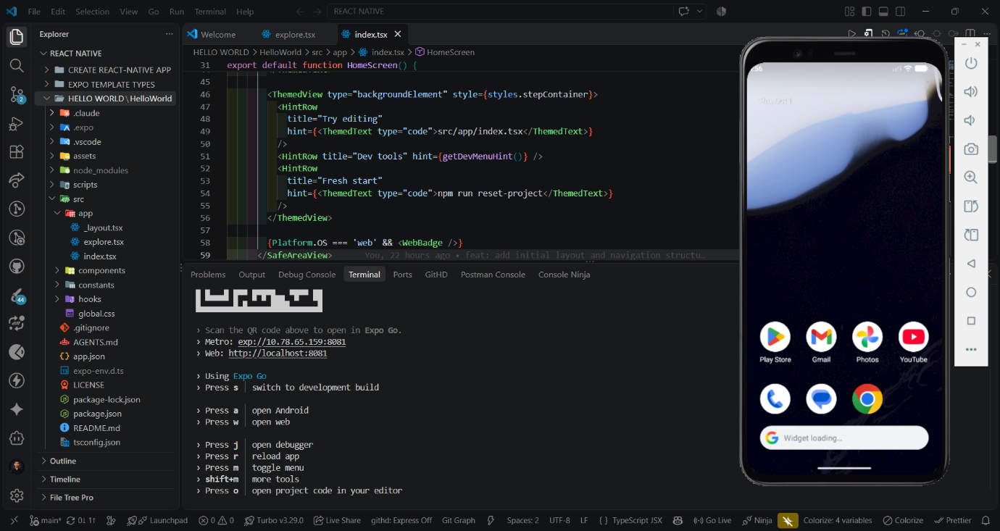 File Edit Selection View Go Run Terminal Help
REACT NATIVE
Explorer
REACT NATIVE
CREATE REACT-NATIVE APP
EXPO TEMPLATE TYPES
HELLO WORLD \ HelloWorld
.claude
.expo
.vscode
assets
node_modules
scripts
src
app
_layout.tsx
explore.tsx
index.tsx
components
constants
hooks
global.css
.gitignore
AGENTS.md
app.json
expo-env.d.ts
LICENSE
package-lock.json
package.json
README.md
tsconfig.json
Outline
Timeline
File Tree Pro
2
44
Welcome explore.tsx index.tsx
HELLO WORLD > HelloWorld > src > app > index.tsx > HomeScreen
31 export default function HomeScreen() {
45
46 <ThemedView type="backgroundElement" style={styles.stepContainer}>
47 <HintRow
48 title="Try editing"
49 hint={<ThemedText type="code">src/app/index.tsx</ThemedText>}
50 />
51 <HintRow title="Dev tools" hint={getDevMenuHint()} />
52 <HintRow
53 title="Fresh start"
54 hint={<ThemedText type="code">npm run reset-project</ThemedText>}
55 />
56 </ThemedView>
57
58 {Platform.OS === 'web' && <WebBadge />}
59 </SafeAreaView> You, 22 hours ago • feat: add initial layout and navigation structu…
Problems Output Debug Console Terminal Ports GitHD Postman Console Console Ninja
› Scan the QR code above to open in Expo Go.
› Metro: exp://10.78.65.159:8081
› Web: http://localhost:8081
› Using Expo Go
› Press s │ switch to development build
› Press a │ open Android
› Press w │ open web
› Press j │ open debugger
› Press r │ reload app
› Press m │ toggle menu
› shift+m │ more tools
› Press o │ open project code in your editor
:56
Thu, Oct 1
Play Store Gmail Photos YouTube
Widget loading...
main* 0↓ 1↑ Launchpad 0 0 Turbo v3.29.0 Live Share githd: Express Off Git Graph Spaces: 2 UTF-8 LF { } TypeScript JSX Go Live Ninja Colorize: 4 variables Colorize Prettier